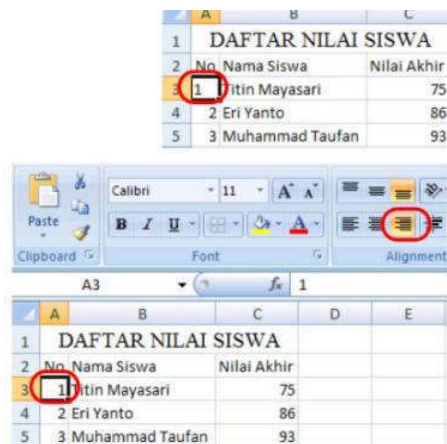 A B C
1 DAFTAR NILAI SISWA
2 No Nama Siswa Nilai Akhir
3 1 Titin Mayasari 75
4 2 Eri Yanto 86
5 3 Muhammad Taufan 93
Calibri 11 A A
Paste B I U A
Clipboard Font Alignment
A3 fx 1
A B C D E
1 DAFTAR NILAI SISWA
2 No Nama Siswa Nilai Akhir
3 1 Titin Mayasari 75
4 2 Eri Yanto 86
5 3 Muhammad Taufan 93